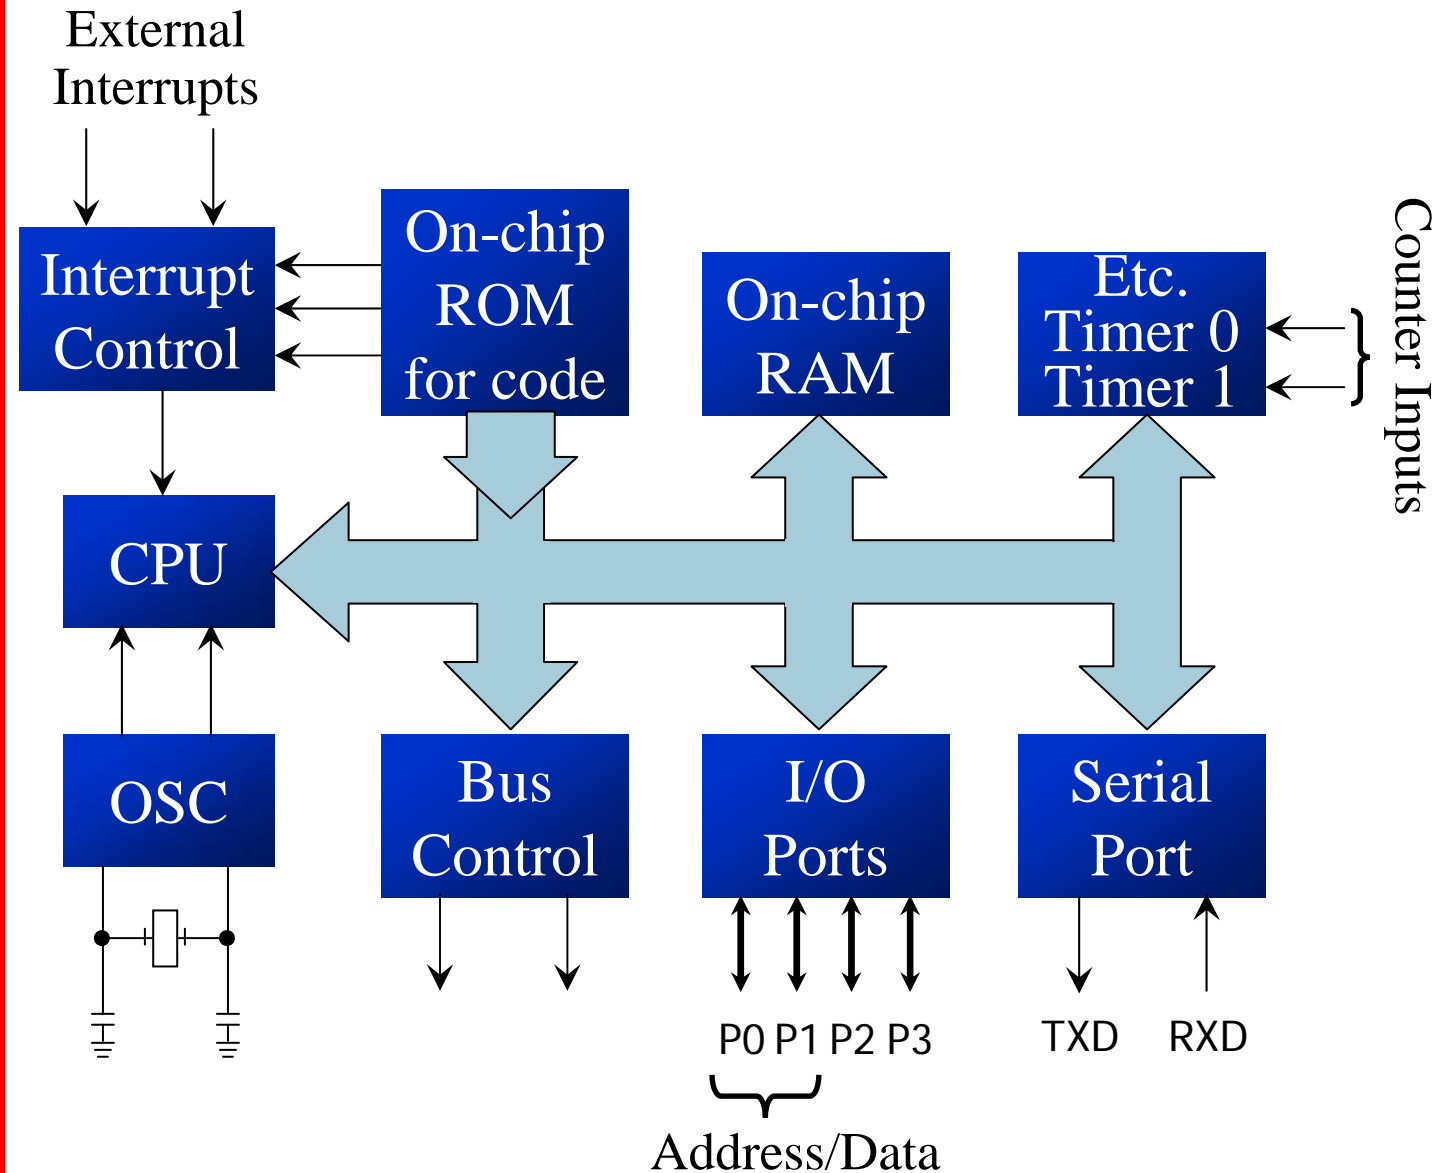 External
Interrupts
Interrupt
Control
On-chip
ROM
for code
On-chip
RAM
Etc.
Timer 0
Timer 1
Counter Inputs
CPU
OSC
Bus
Control
I/O
Ports
Serial
Port
P0 P1 P2 P3
TXD RXD
Address/Data